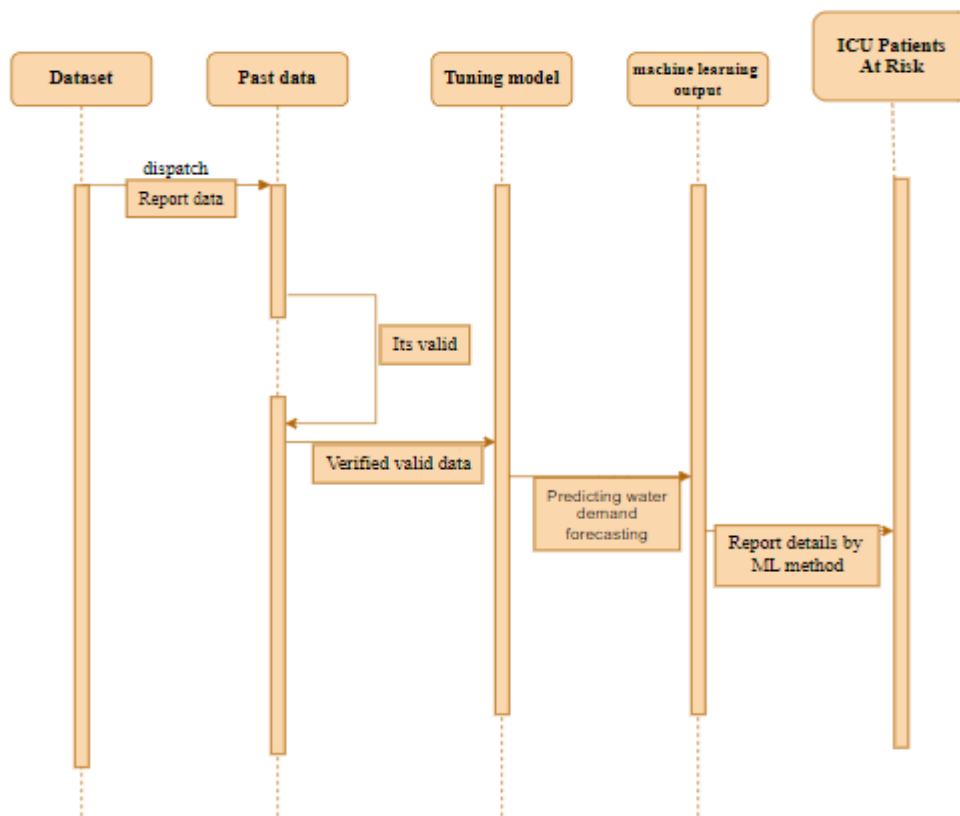 Dataset
Past data
Tuning model
machine learning
output
ICU Patients
At Risk
dispatch
Report data
Its valid
Verified valid data
Predicting water
demand
forecasting
Report details by
ML method